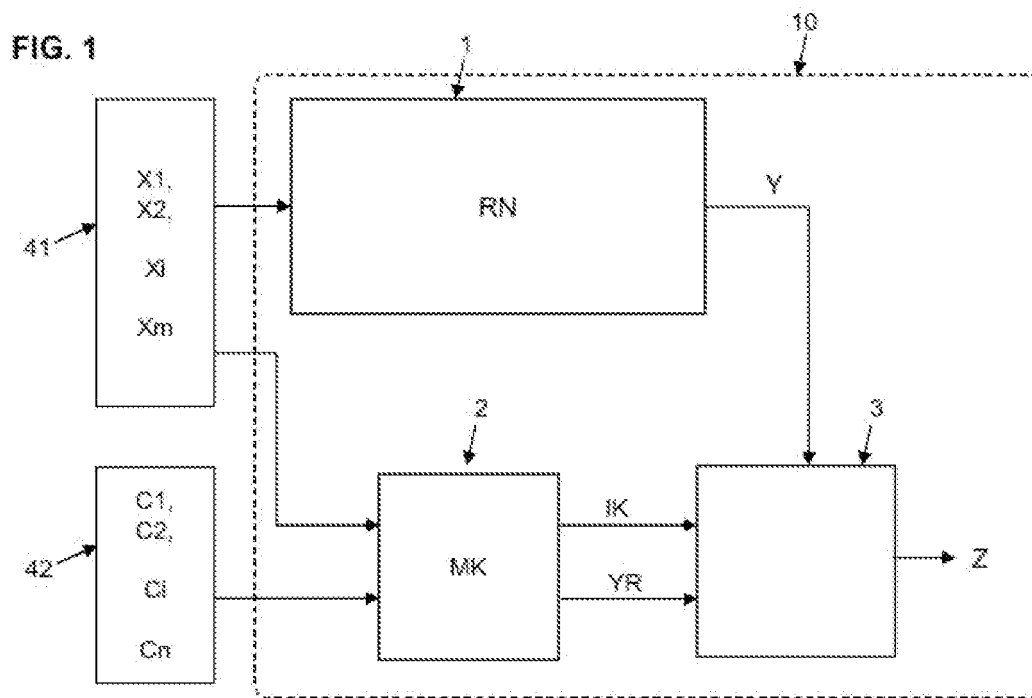 FIG. 1
10
1
X1,
X2,
Xi
Xm
41
RN
Y
2
3
C1,
C2,
Ci
Cn
42
MK
IK
YR
Z